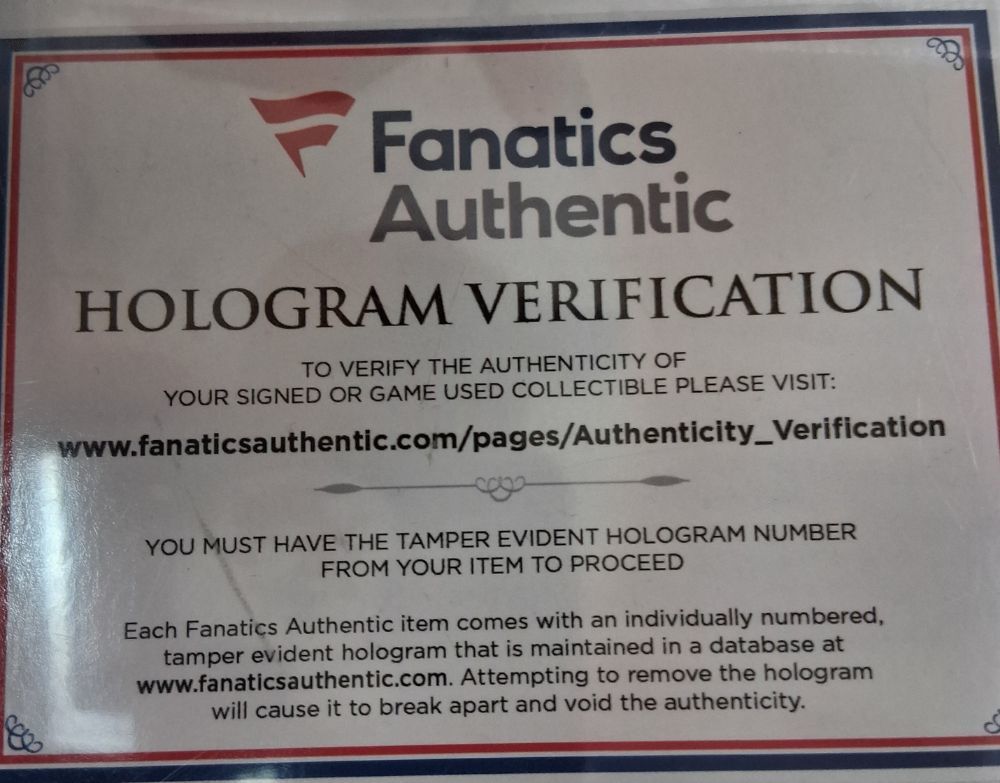 Fanatics
Authentic
HOLOGRAM VERIFICATION
TO VERIFY THE AUTHENTICITY OF
YOUR SIGNED OR GAME USED COLLECTIBLE PLEASE VISIT:
www.fanaticsauthentic.com/pages/Authenticity_Verification
YOU MUST HAVE THE TAMPER EVIDENT HOLOGRAM NUMBER
FROM YOUR ITEM TO PROCEED
Each Fanatics Authentic item comes with an individually numbered,
tamper evident hologram that is maintained in a database at
www.fanaticsauthentic.com. Attempting to remove the hologram
will cause it to break apart and void the authenticity.